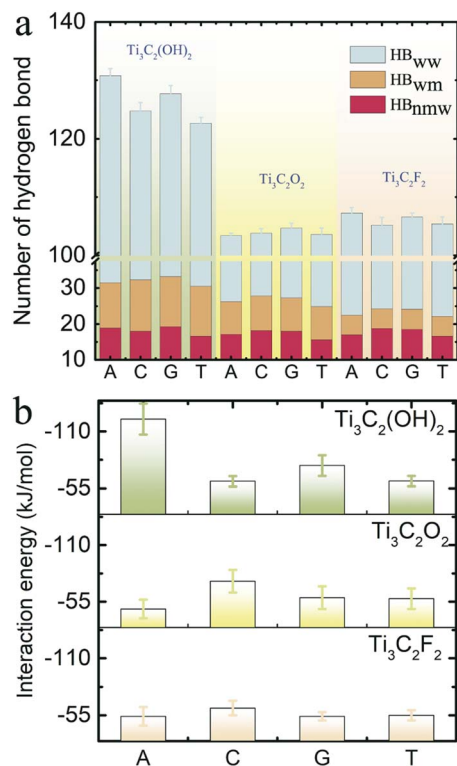 a
140
120
100
30
20
10
Number of hydrogen bond
Ti₃C₂(OH)₂
Ti₃C₂O₂
Ti₃C₂F₂
HBww
HBwm
HBnmw
A C G T A C G T A C G T
b
Interaction energy (kJ/mol)
Ti₃C₂(OH)₂
-110
-55
Ti₃C₂O₂
-110
-55
Ti₃C₂F₂
-110
-55
A C G T